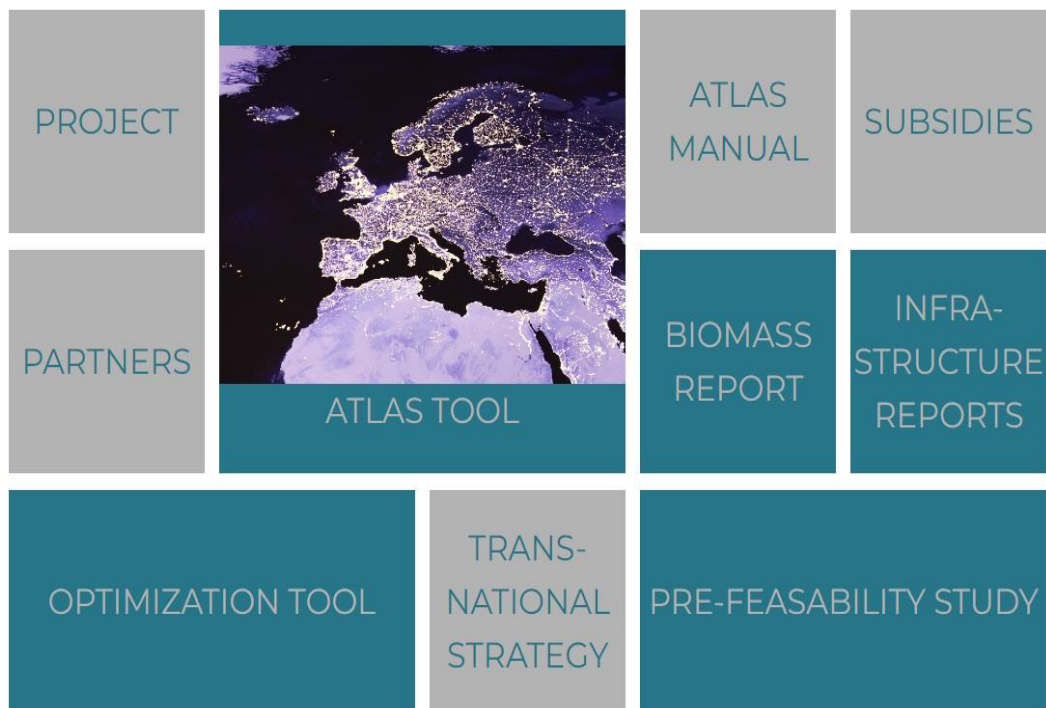 PROJECT
ATLAS
MANUAL
SUBSIDIES
PARTNERS
ATLAS TOOL
BIOMASS
REPORT
INFRA-
STRUCTURE
REPORTS
OPTIMIZATION TOOL
TRANS-
NATIONAL
STRATEGY
PRE-FEASABILITY STUDY